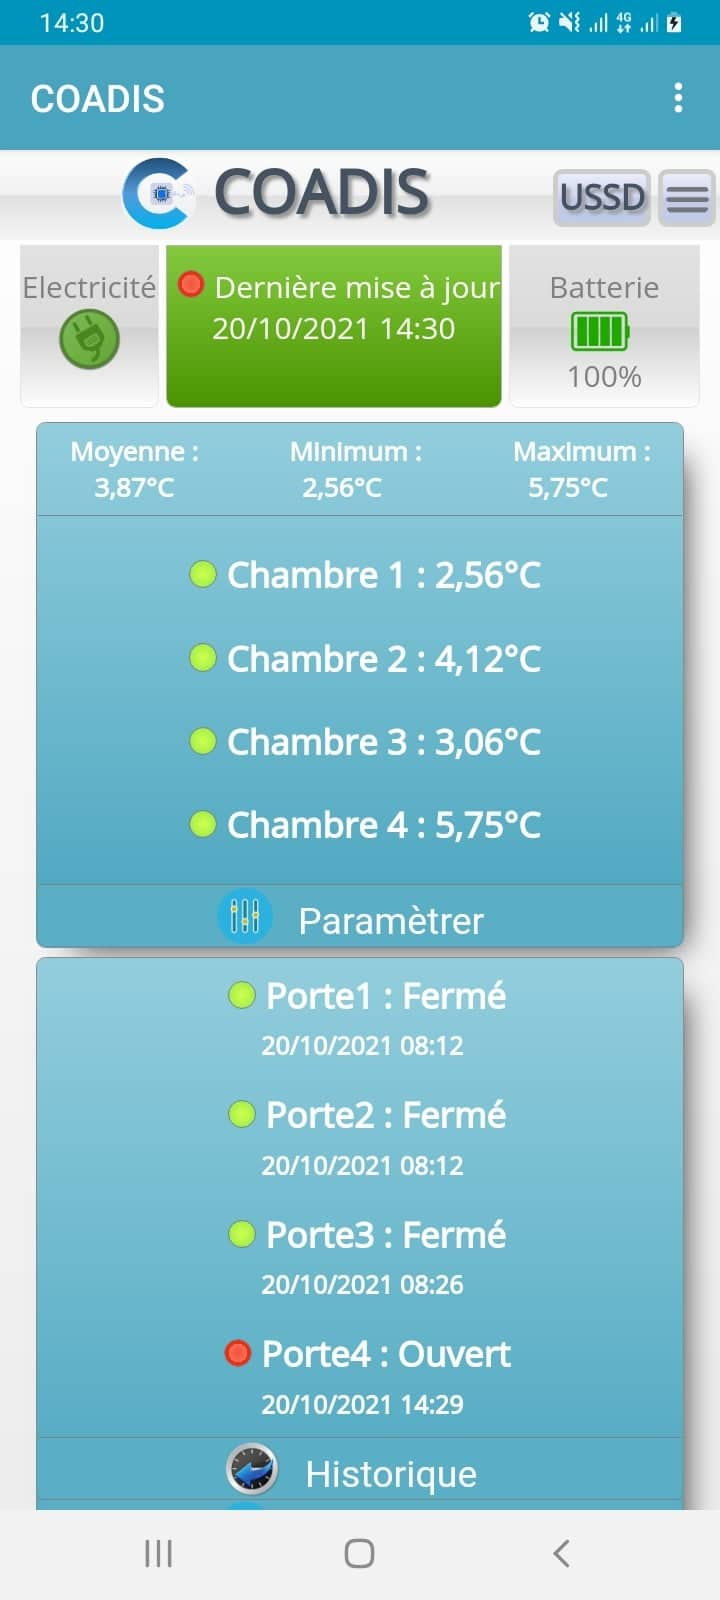 14:30
4G
COADIS
COADIS
USSD
Electricité
Dernière mise à jour
20/10/2021 14:30
Batterie
100%
Moyenne :
3,87°C
Minimum :
2,56°C
Maximum :
5,75°C
Chambre 1 : 2,56°C
Chambre 2 : 4,12°C
Chambre 3 : 3,06°C
Chambre 4 : 5,75°C
Paramètrer
Porte1 : Fermé
20/10/2021 08:12
Porte2 : Fermé
20/10/2021 08:12
Porte3 : Fermé
20/10/2021 08:26
Porte4 : Ouvert
20/10/2021 14:29
Historique